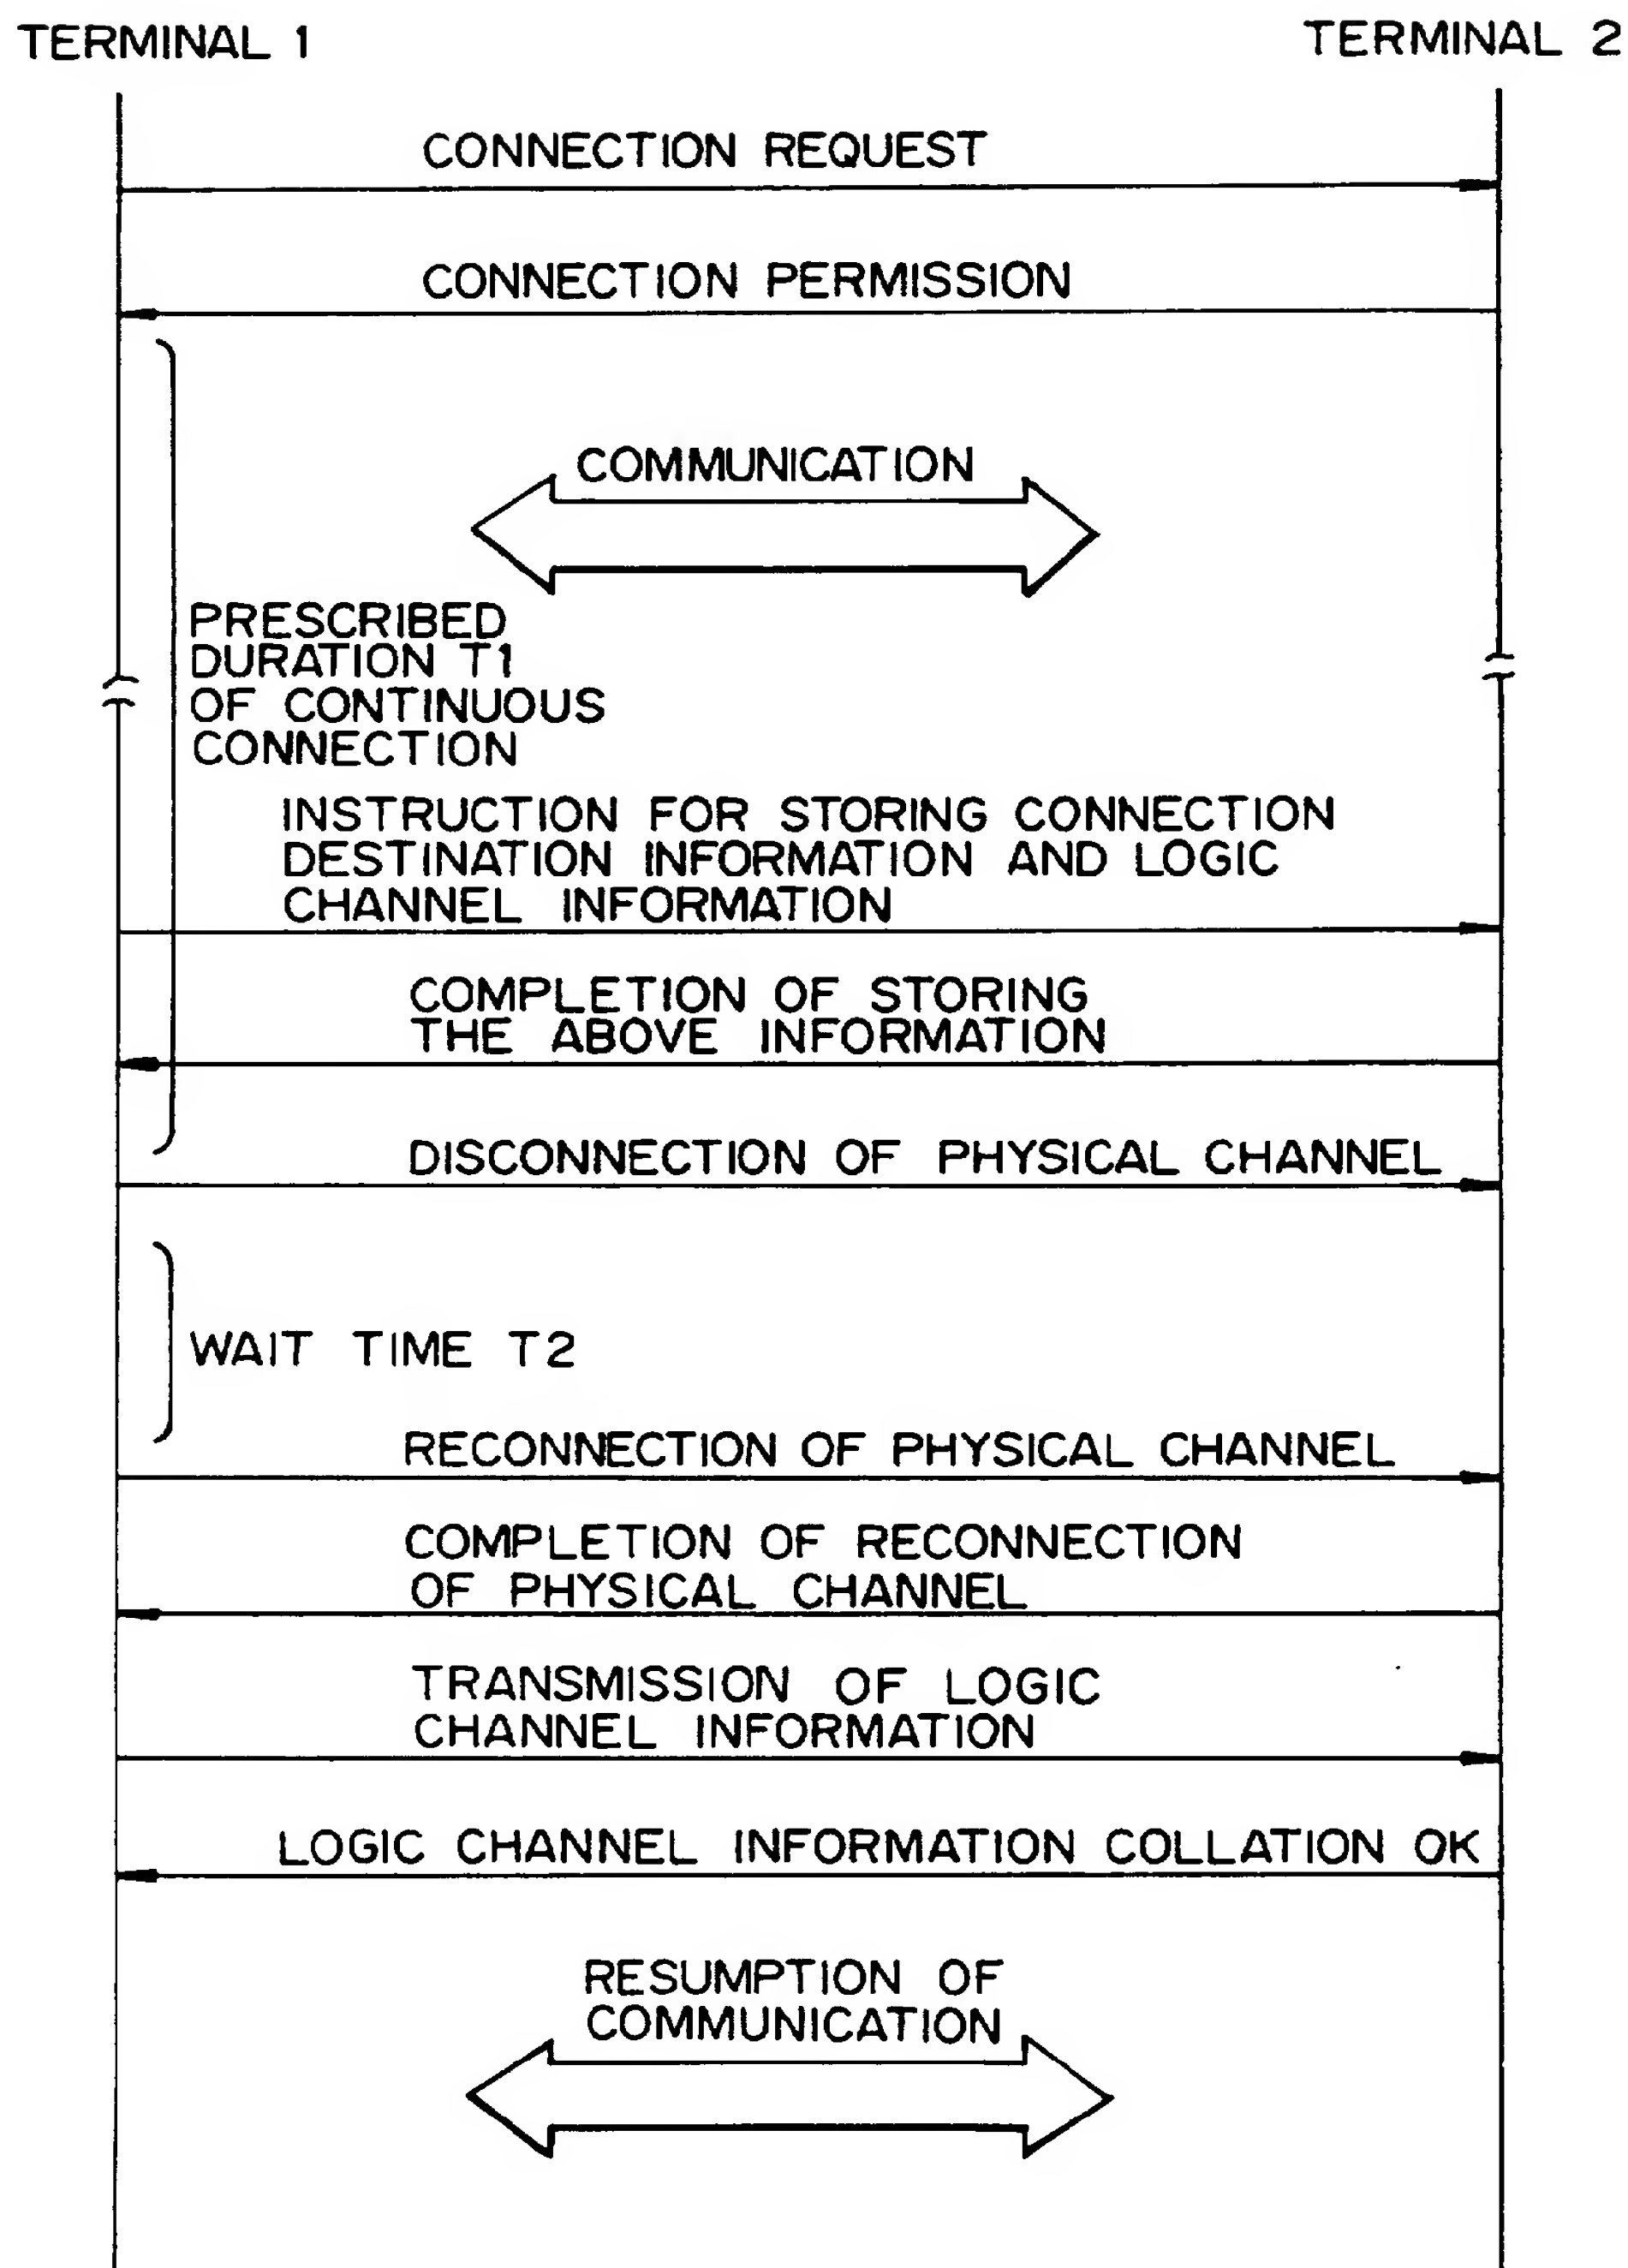 TERMINAL 1
TERMINAL 2
CONNECTION REQUEST
CONNECTION PERMISSION
COMMUNICATION
PRESCRIBED
DURATION T1
OF CONTINUOUS
CONNECTION
INSTRUCTION FOR STORING CONNECTION
DESTINATION INFORMATION AND LOGIC
CHANNEL INFORMATION
COMPLETION OF STORING
THE ABOVE INFORMATION
DISCONNECTION OF PHYSICAL CHANNEL
WAIT TIME T2
RECONNECTION OF PHYSICAL CHANNEL
COMPLETION OF RECONNECTION
OF PHYSICAL CHANNEL
TRANSMISSION OF LOGIC
CHANNEL INFORMATION
LOGIC CHANNEL INFORMATION COLLATION OK
RESUMPTION OF
COMMUNICATION